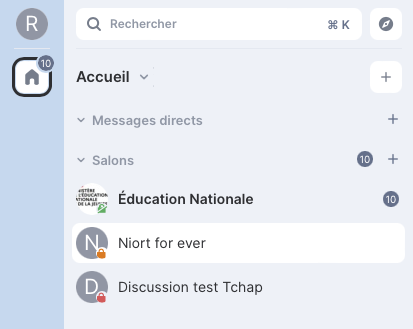 R
Rechercher ⌘ K
10
Accueil
Messages directs
Salons 10
Éducation Nationale 10
N Niort for ever
D Discussion test Tchap